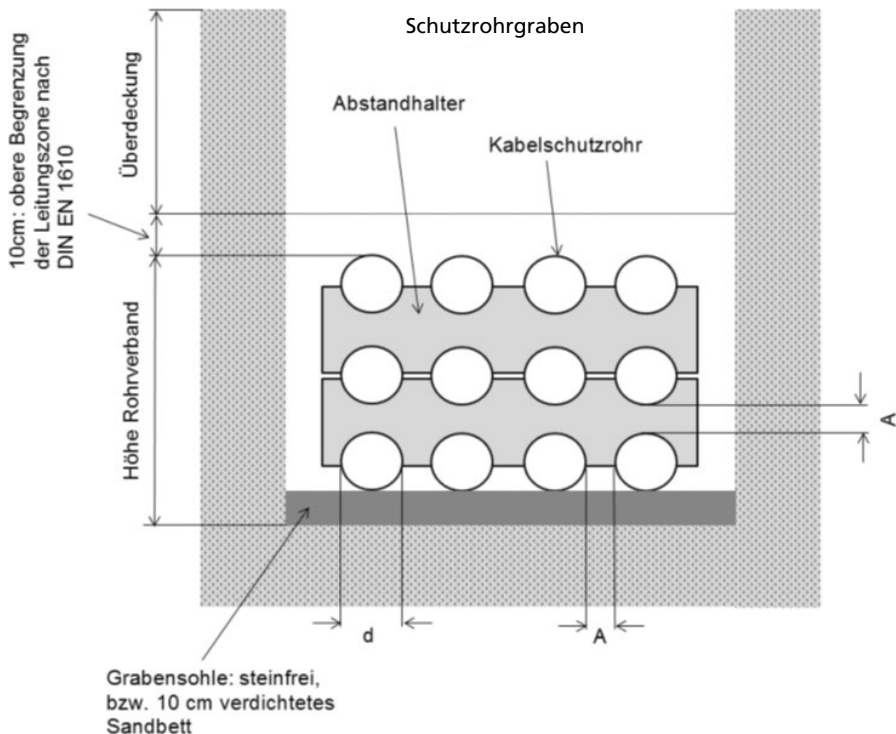 Schutzrohrgraben
Überdeckung
10cm: obere Begrenzung
der Leitungszone nach
DIN EN 1610
Abstandhalter
Kabelschutzrohr
Höhe Rohrverband
A
d
A
Grabensohle: steinfrei,
bzw. 10 cm verdichtetes
Sandbett